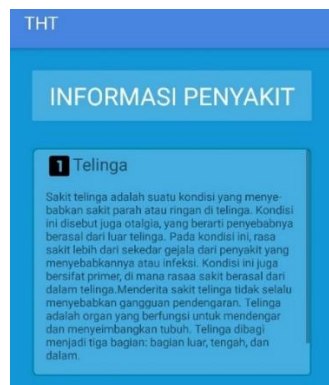 THT
INFORMASI PENYAKIT
1 Telinga
Sakit telinga adalah suatu kondisi yang menye-
babkan sakit parah atau ringan di telinga. Kondisi
ini disebut juga otalgia, yang berarti penyebabnya
berasal dari luar telinga. Pada kondisi ini, rasa
sakit lebih dari sekedar gejala dari penyakit yang
menyebabkannya atau infeksi. Kondisi ini juga
bersifat primer, di mana rasaa sakit berasal dari
dalam telinga.Menderita sakit telinga tidak selalu
menyebabkan gangguan pendengaran. Telinga
adalah organ yang berfungsi untuk mendengar
dan menyeimbangkan tubuh. Telinga dibagi
menjadi tiga bagian: bagian luar, tengah, dan
dalam.